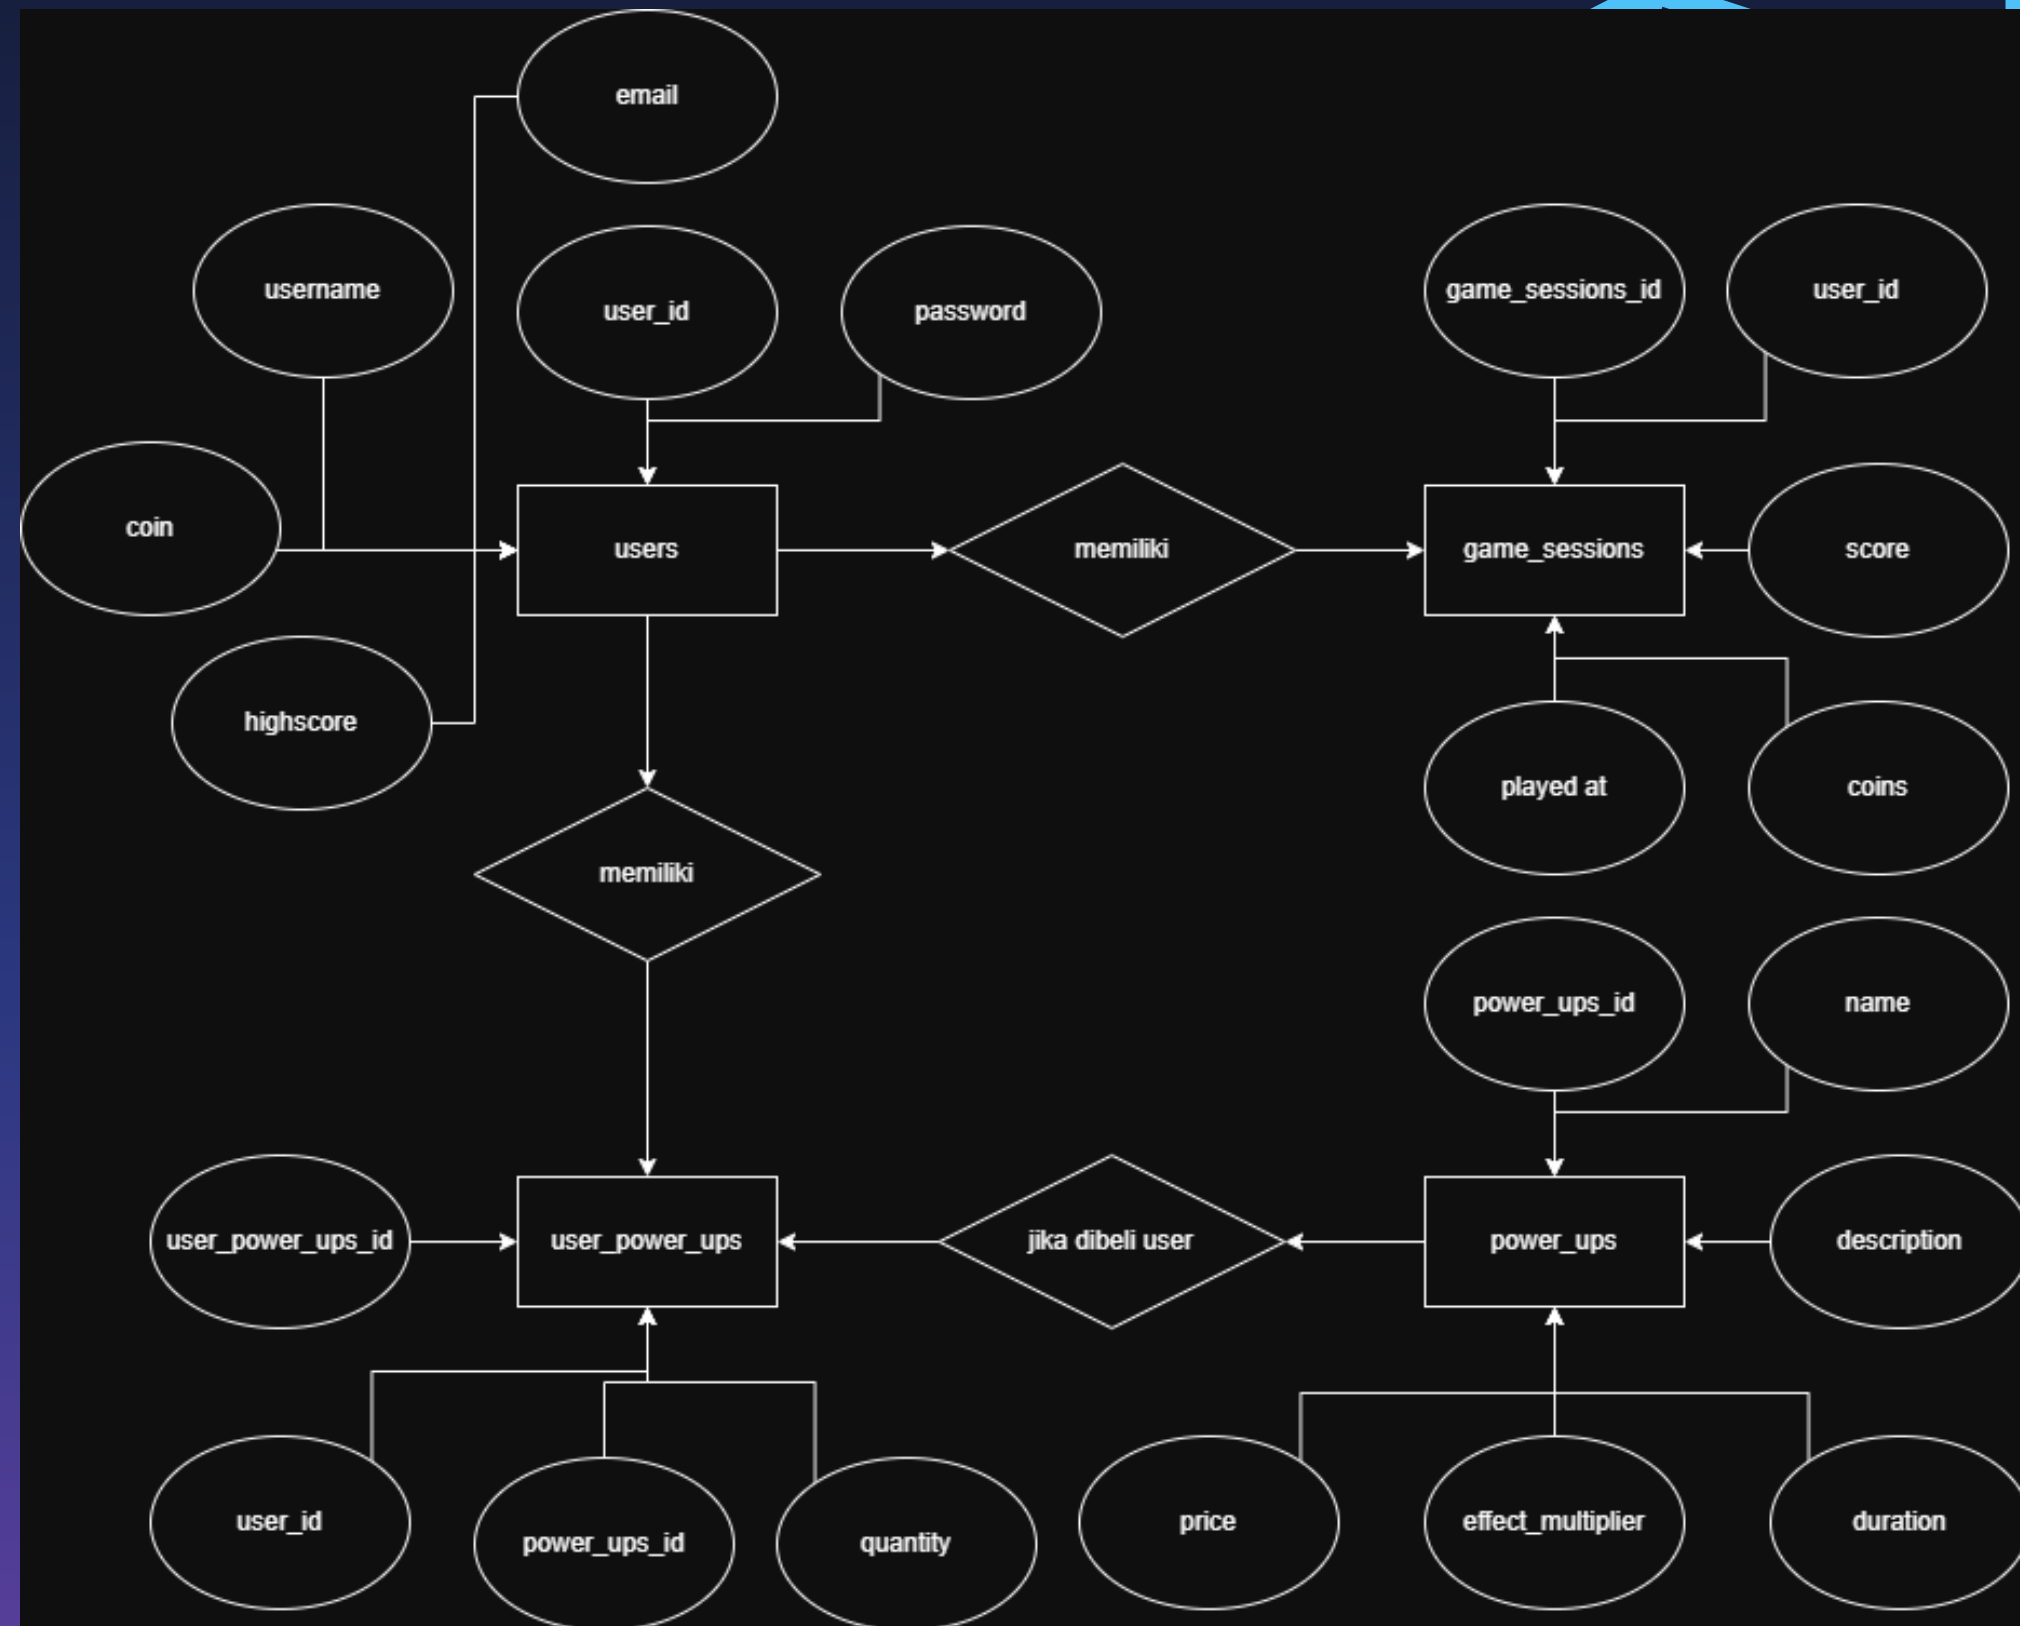 email
username
user_id
password
game_sessions_id
user_id
coin
users
memiliki
game_sessions
score
highscore
played at
coins
memiliki
power_ups_id
name
user_power_ups_id
user_power_ups
jika dibeli user
power_ups
description
user_id
power_ups_id
quantity
price
effect_multiplier
duration